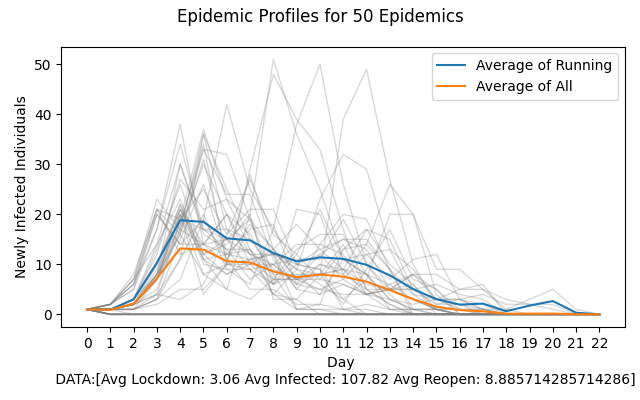 Epidemic Profiles for 50 Epidemics
Newly Infected Individuals
50
40
30
20
10
0
Average of Running
Average of All
0 1 2 3 4 5 6 7 8 9 10 11 12 13 14 15 16 17 18 19 20 21 22
Day
DATA:[Avg Lockdown: 3.06 Avg Infected: 107.82 Avg Reopen: 8.885714285714286]